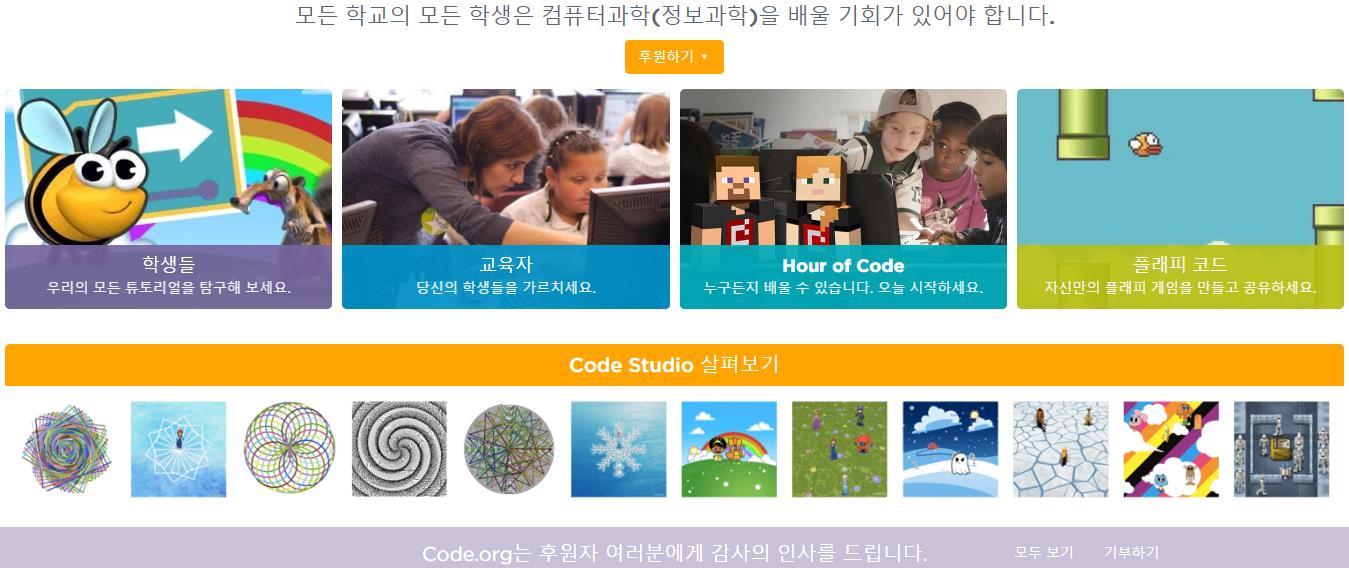 모든 학교의 모든 학생은 컴퓨터과학(정보과학)을 배울 기회가 있어야 합니다.
후원하기 ▼
학생들
우리의 모든 튜토리얼을 탐구해 보세요.
교육자
당신의 학생들을 가르치세요.
Hour of Code
누구든지 배울 수 있습니다. 오늘 시작하세요.
플래피 코드
자신만의 플래피 게임을 만들고 공유하세요.
Code Studio 살펴보기
Code.org는 후원자 여러분에게 감사의 인사를 드립니다. 모두 보기 기부하기